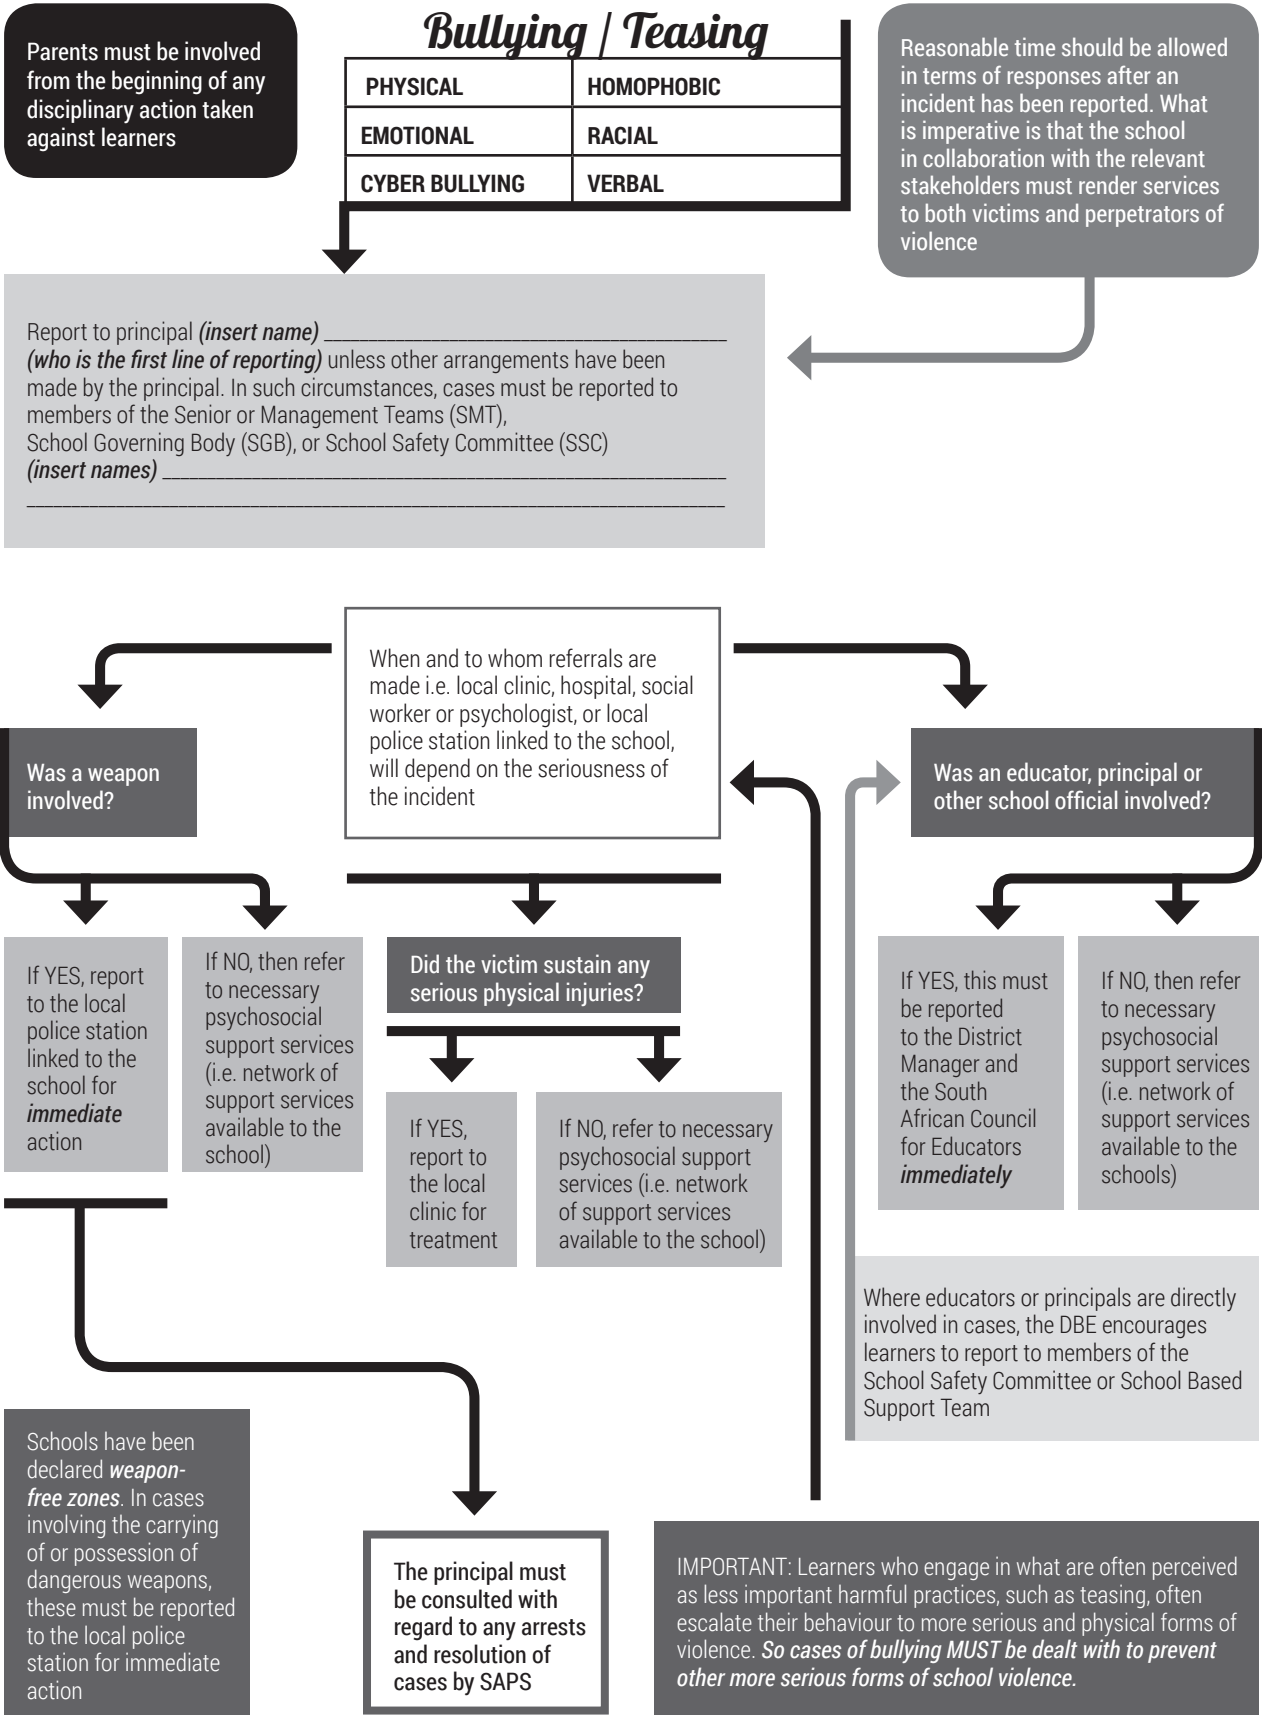 Bullying / Teasing
Parents must be involved
from the beginning of any
disciplinary action taken
against learners
PHYSICAL HOMOPHOBIC
EMOTIONAL RACIAL
CYBER BULLYING VERBAL
Reasonable time should be allowed
in terms of responses after an
incident has been reported. What
is imperative is that the school
in collaboration with the relevant
stakeholders must render services
to both victims and perpetrators of
violence
Report to principal (insert name) ____________________
(who is the first line of reporting) unless other arrangements have been
made by the principal. In such circumstances, cases must be reported to
members of the Senior or Management Teams (SMT),
School Governing Body (SGB), or School Safety Committee (SSC)
(insert names) ____________________
____________________
When and to whom referrals are
made i.e. local clinic, hospital, social
worker or psychologist, or local
police station linked to the school,
will depend on the seriousness of
the incident
Was a weapon
involved?
Was an educator, principal or
other school official involved?
If YES, report
to the local
police station
linked to the
school for
immediate
action
If NO, then refer
to necessary
psychosocial
support services
(i.e. network of
support services
available to the
school)
Did the victim sustain any
serious physical injuries?
If YES,
report to
the local
clinic for
treatment
If NO, refer to necessary
psychosocial support
services (i.e. network
of support services
available to the school)
If YES, this must
be reported
to the District
Manager and
the South
African Council
for Educators
immediately
If NO, then refer
to necessary
psychosocial
support services
(i.e. network of
support services
available to the
schools)
Where educators or principals are directly
involved in cases, the DBE encourages
learners to report to members of the
School Safety Committee or School Based
Support Team
Schools have been
declared weapon-
free zones. In cases
involving the carrying
of or possession of
dangerous weapons,
these must be reported
to the local police
station for immediate
action
The principal must
be consulted with
regard to any arrests
and resolution of
cases by SAPS
IMPORTANT: Learners who engage in what are often perceived
as less important harmful practices, such as teasing, often
escalate their behaviour to more serious and physical forms of
violence. So cases of bullying MUST be dealt with to prevent
other more serious forms of school violence.